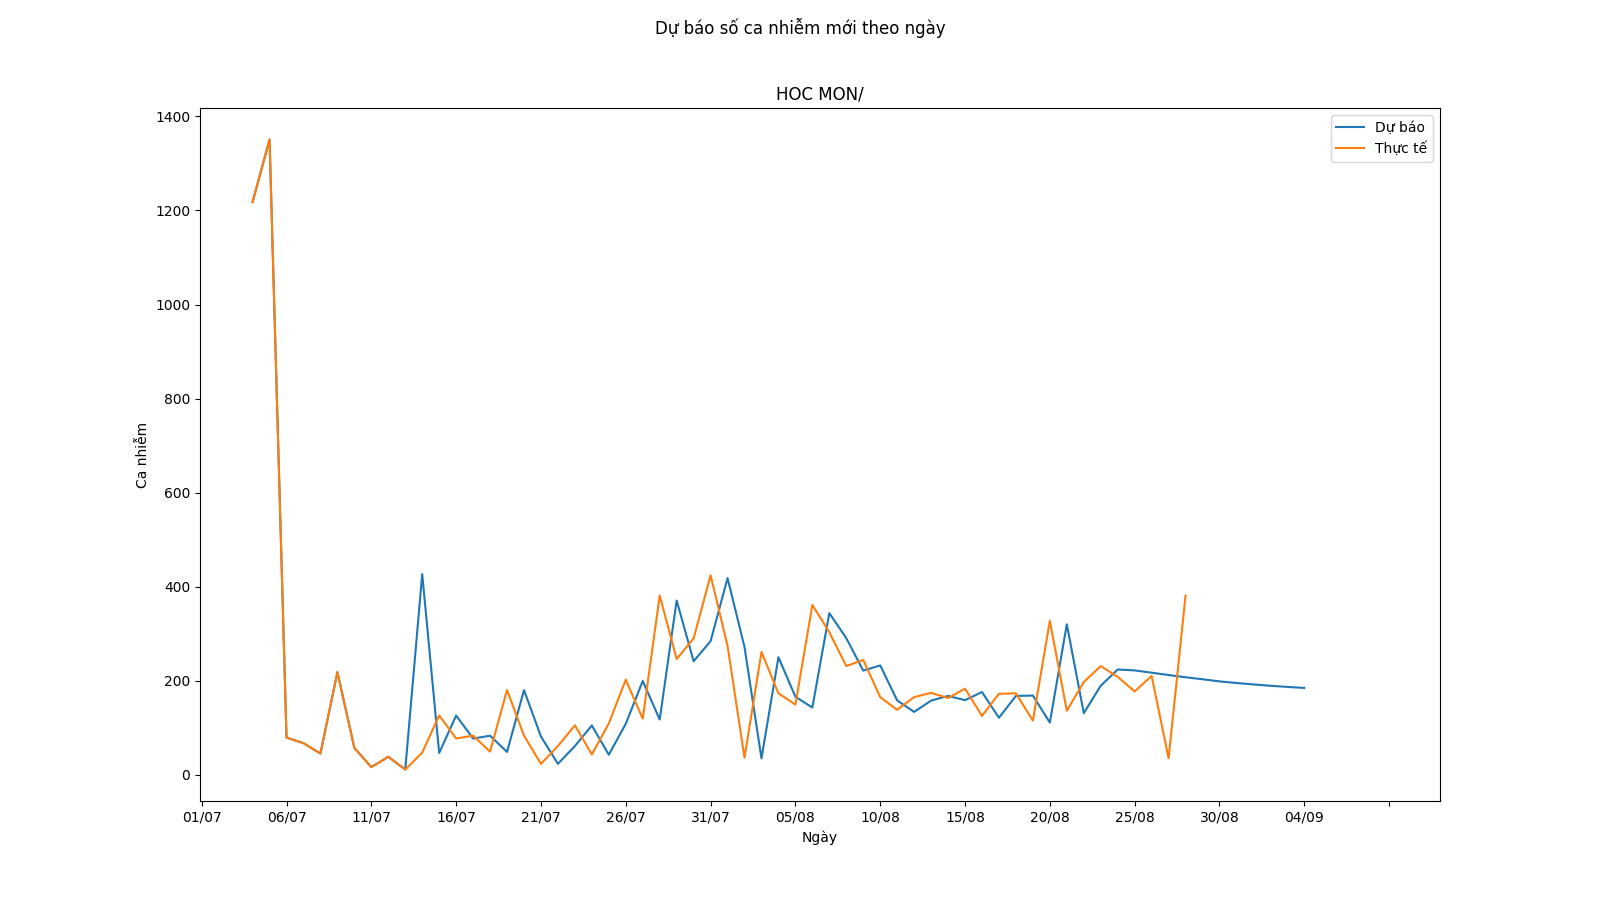 Dự báo số ca nhiễm mới theo ngày
HOC MON/
Dự báo
Thực tế
1400
1200
1000
800
600
400
200
0
Ca nhiễm
01/07 06/07 11/07 16/07 21/07 26/07 31/07 05/08 10/08 15/08 20/08 25/08 30/08 04/09
Ngày